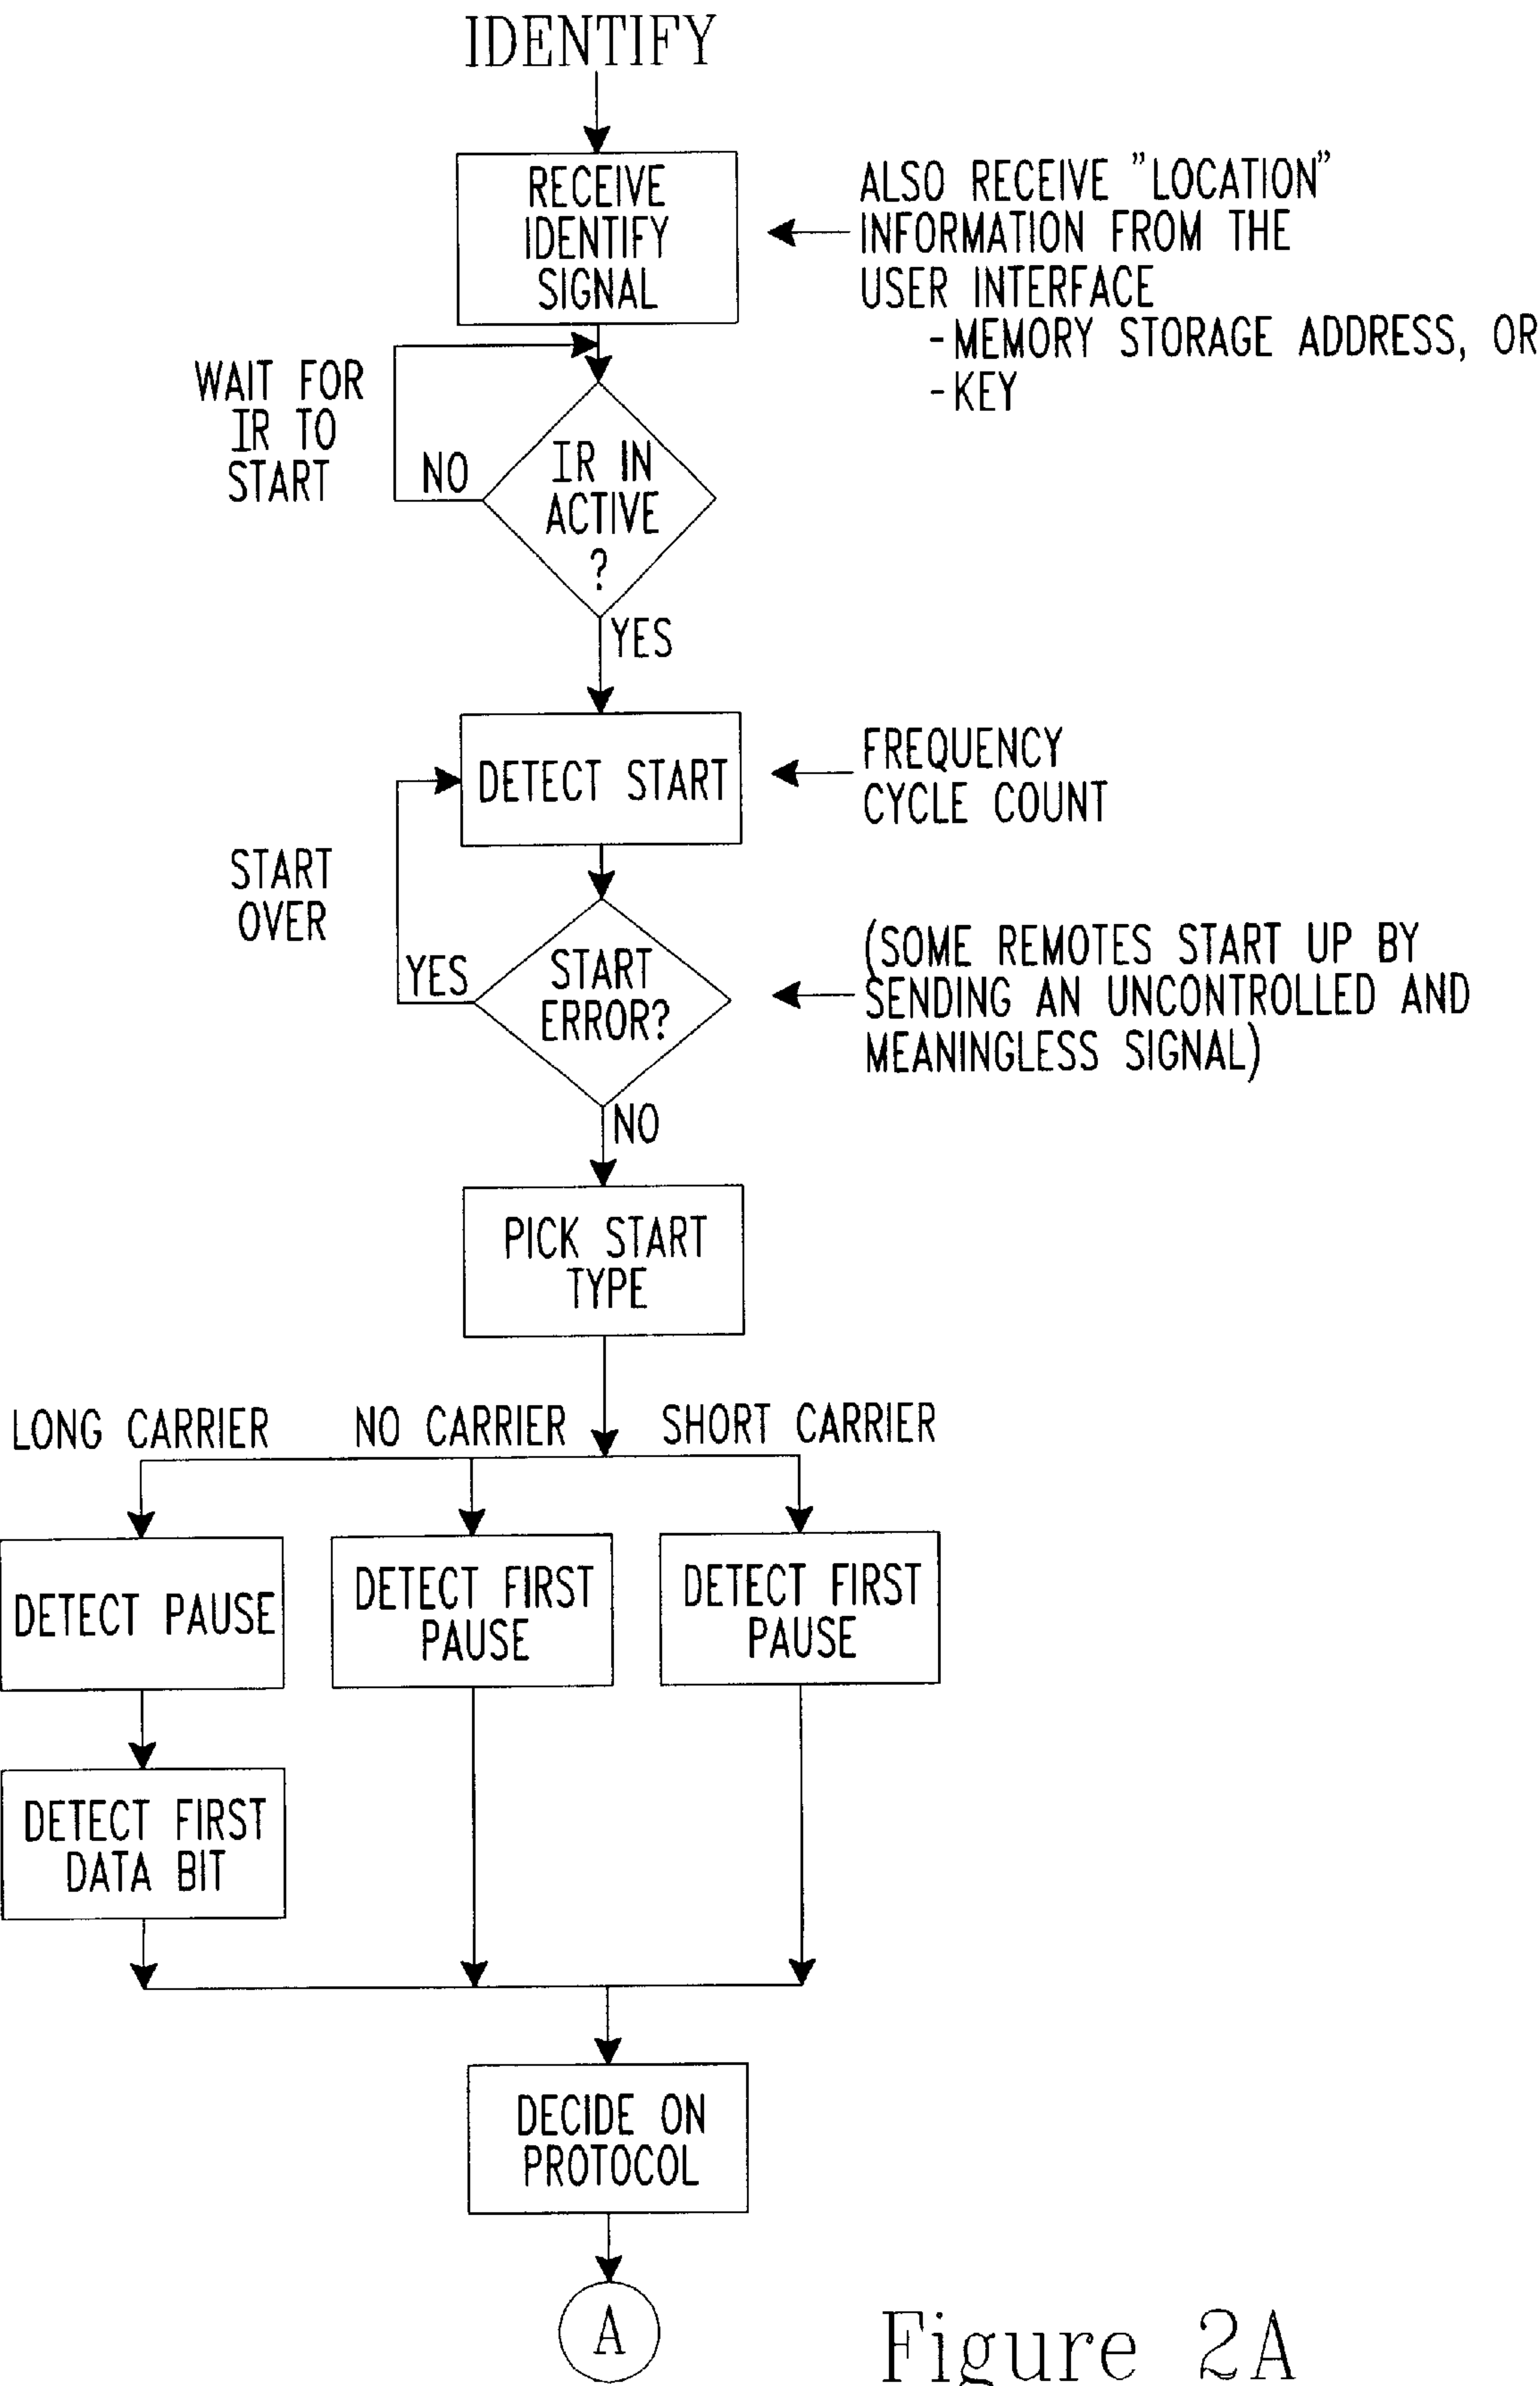 IDENTIFY
RECEIVE
IDENTIFY
SIGNAL
ALSO RECEIVE "LOCATION"
INFORMATION FROM THE
USER INTERFACE
-MEMORY STORAGE ADDRESS, OR
-KEY
WAIT FOR
IR TO
START
NO
IR IN
ACTIVE
?
YES
DETECT START
FREQUENCY
CYCLE COUNT
START
OVER
YES
START
ERROR?
(SOME REMOTES START UP BY
SENDING AN UNCONTROLLED AND
MEANINGLESS SIGNAL)
NO
PICK START
TYPE
LONG CARRIER
NO CARRIER
SHORT CARRIER
DETECT PAUSE
DETECT FIRST
PAUSE
DETECT FIRST
PAUSE
DETECT FIRST
DATA BIT
DECIDE ON
PROTOCOL
A
Figure 2A